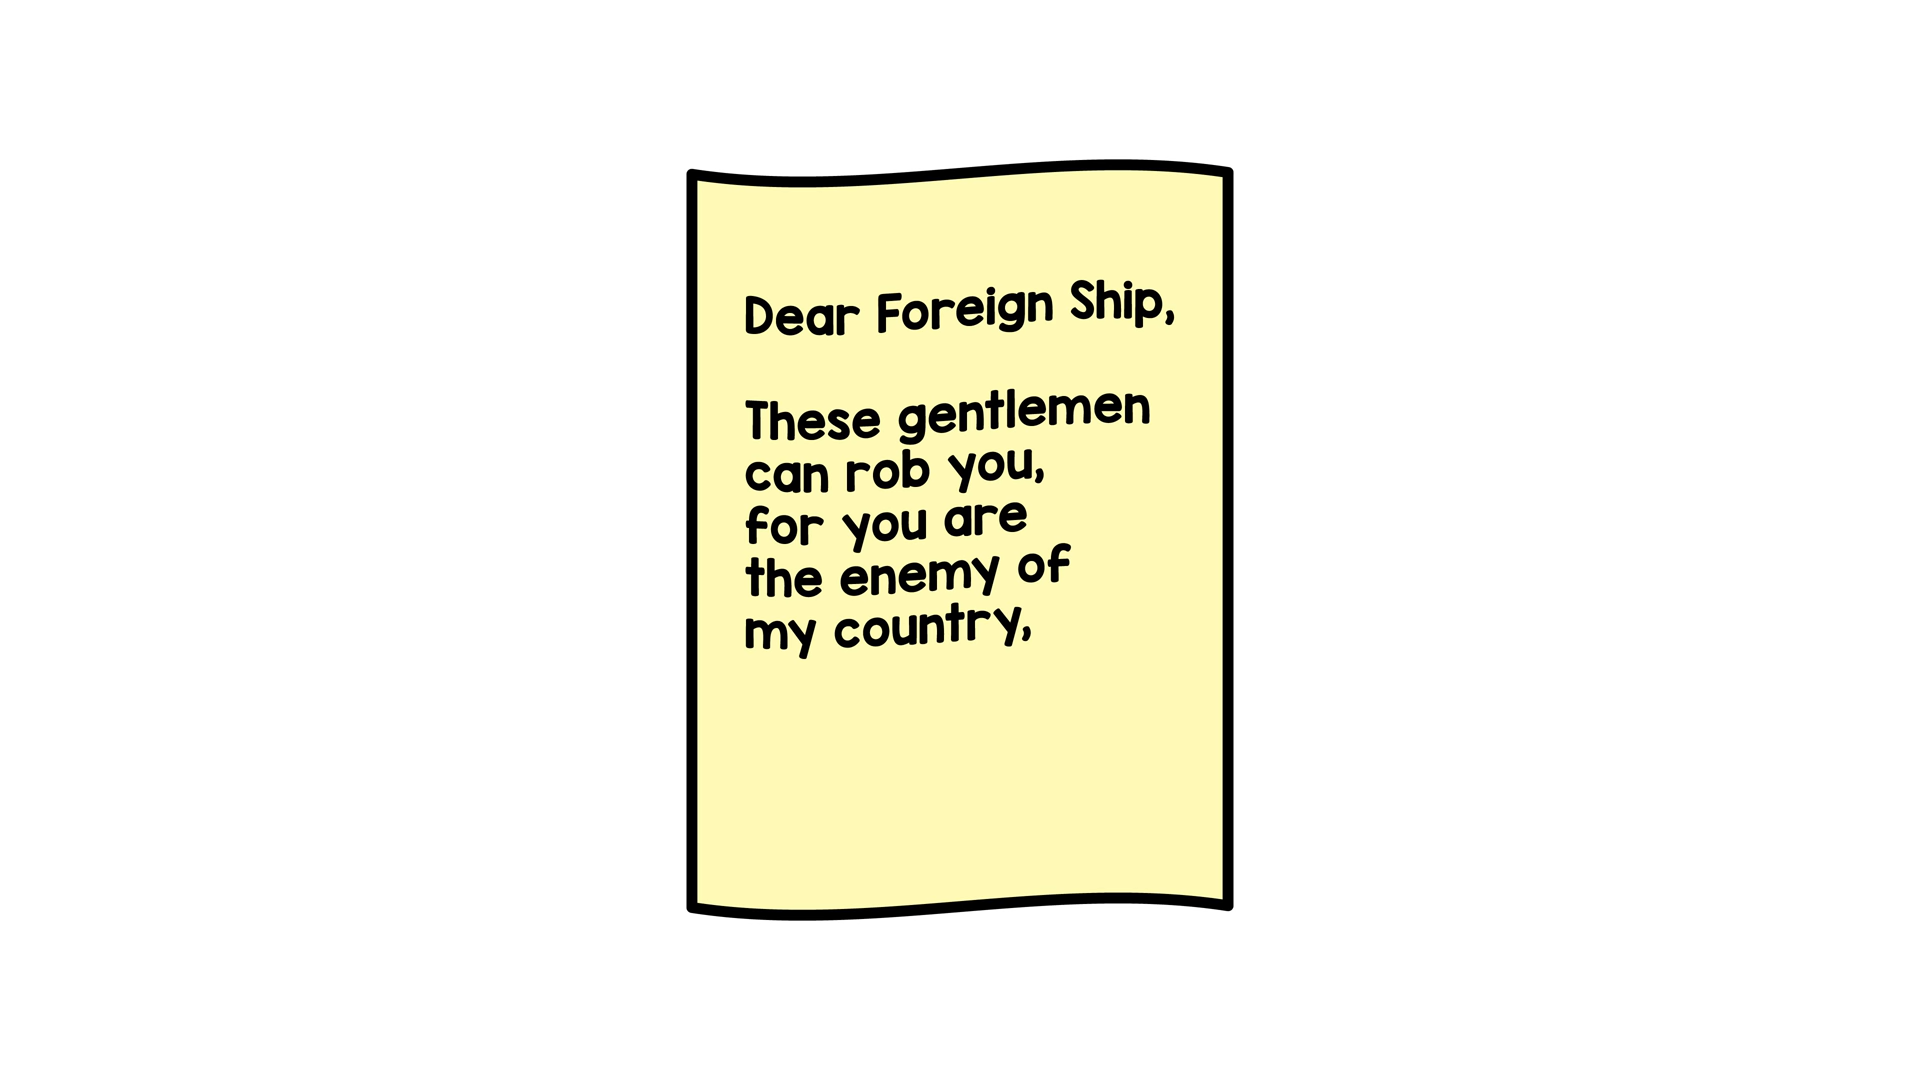 Dear Foreign Ship,
These gentlemen
can rob you,
for you are
the enemy of
my country,